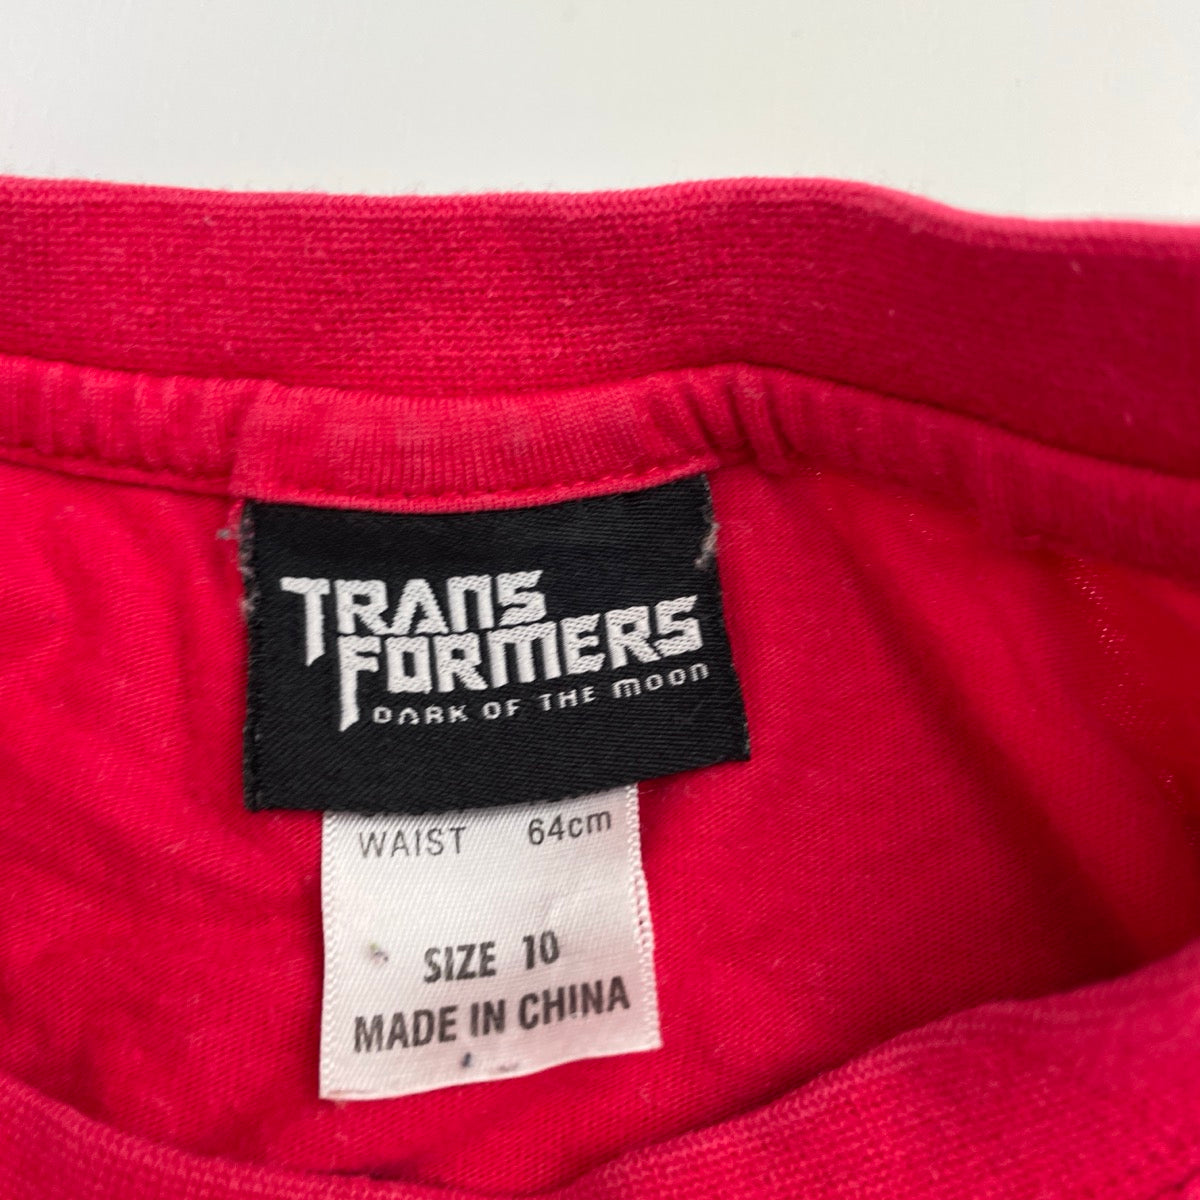 TRANS
FORMERS
DARK OF THE MOON
WAIST 64cm
SIZE 10
MADE IN CHINA